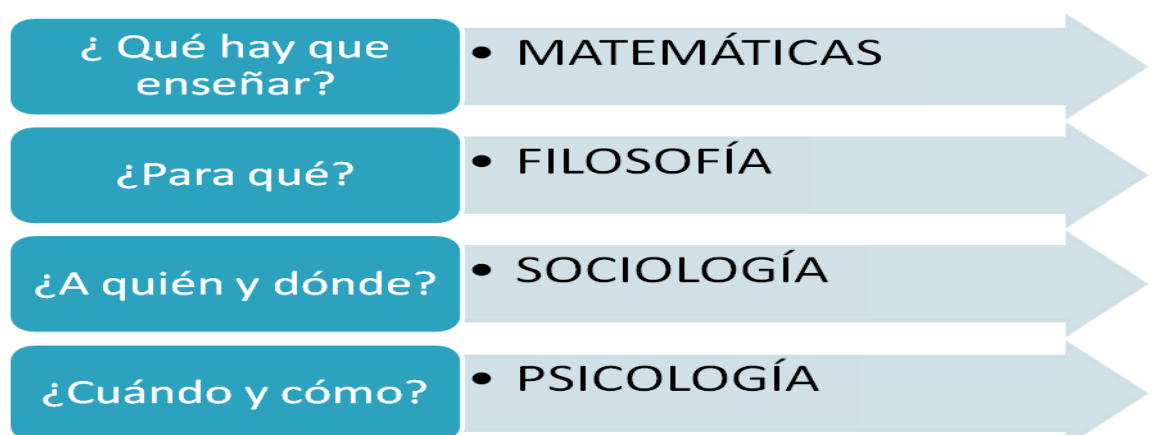 ¿ Qué hay que
enseñar?
• MATEMÁTICAS
¿Para qué?
• FILOSOFÍA
¿A quién y dónde?
• SOCIOLOGÍA
¿Cuándo y cómo?
• PSICOLOGÍA